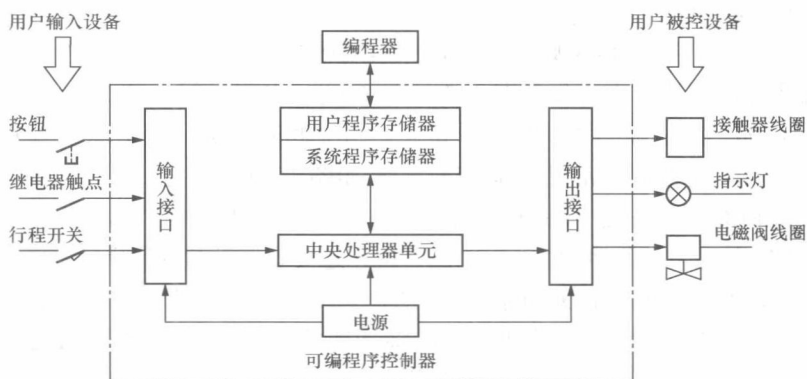 用户输入设备
用户被控设备
编程器
按钮
用户程序存储器
接触器线圈
系统程序存储器
继电器触点
输入接口
输出接口
指示灯
行程开关
中央处理器单元
电磁阀线圈
电源
可编程序控制器